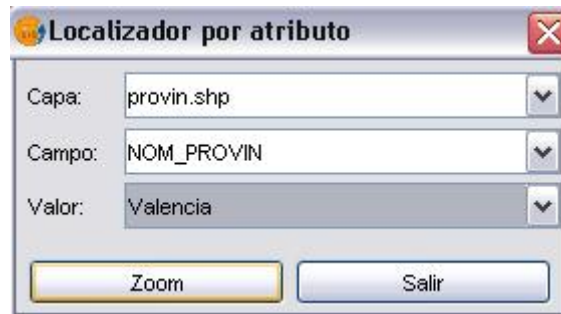 Localizador por atributo
Capa: provin.shp
Campo: NOM_PROVIN
Valor: Valencia
Zoom Salir